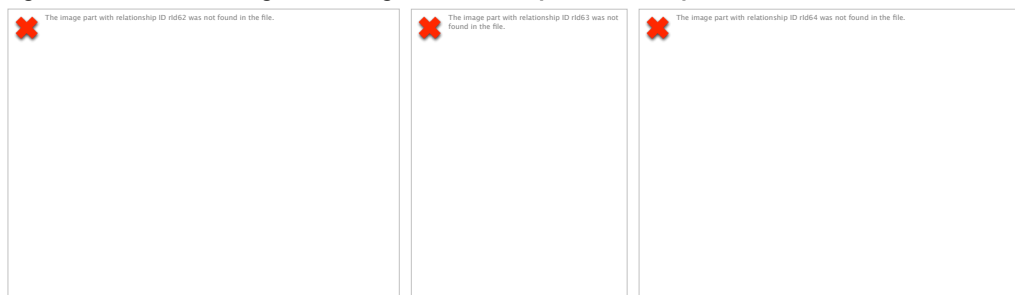 The image part with relationship ID rId62 was not found in the file.
The image part with relationship ID rId63 was not
found in the file.
The image part with relationship ID rId64 was not found in the file.